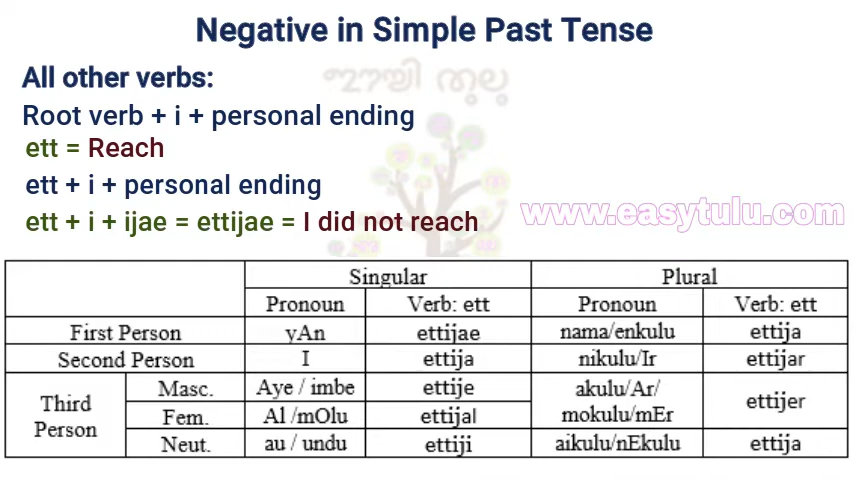 Negative in Simple Past Tense
All other verbs:
Root verb + i + personal ending
ett = Reach
ett + i + personal ending
ett + i + ijae = ettijae = I did not reach
www.easytulu.com
Singular Plural
Pronoun Verb: ett Pronoun Verb: ett
First Person yAn ettijae nama/enkulu ettija
Second Person I ettija nikulu/Ir ettijar
Third Person Masc. Aye / imbe ettije akulu/Ar/ mokulu/mEr ettijer
Fem. Al /mOlu ettijal
Neut. au / undu ettiji aikulu/nEkulu ettija